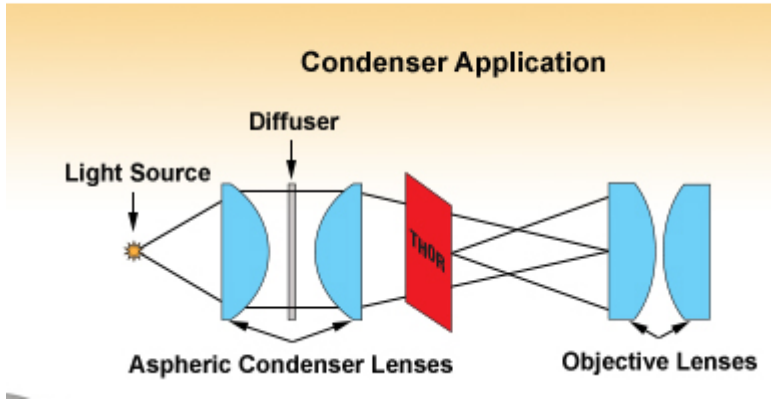 Condenser Application
Diffuser
Light Source
THOR
Aspheric Condenser Lenses
Objective Lenses